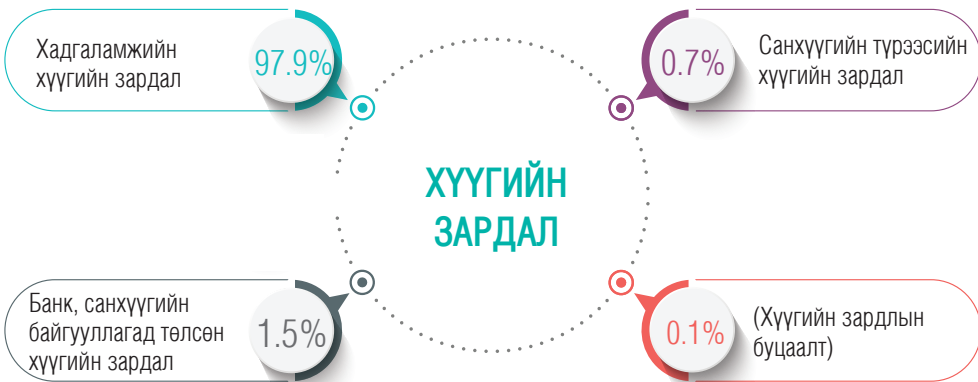 Хадгаламжийн
хүүгийн зардал
97.9%
0.7%
Санхүүгийн түрээсийн
хүүгийн зардал
ХҮҮГИЙН
ЗАРДАЛ
Банк, санхүүгийн
байгууллагад төлсөн
хүүгийн зардал
1.5%
0.1%
(Хүүгийн зардлын
буцаалт)